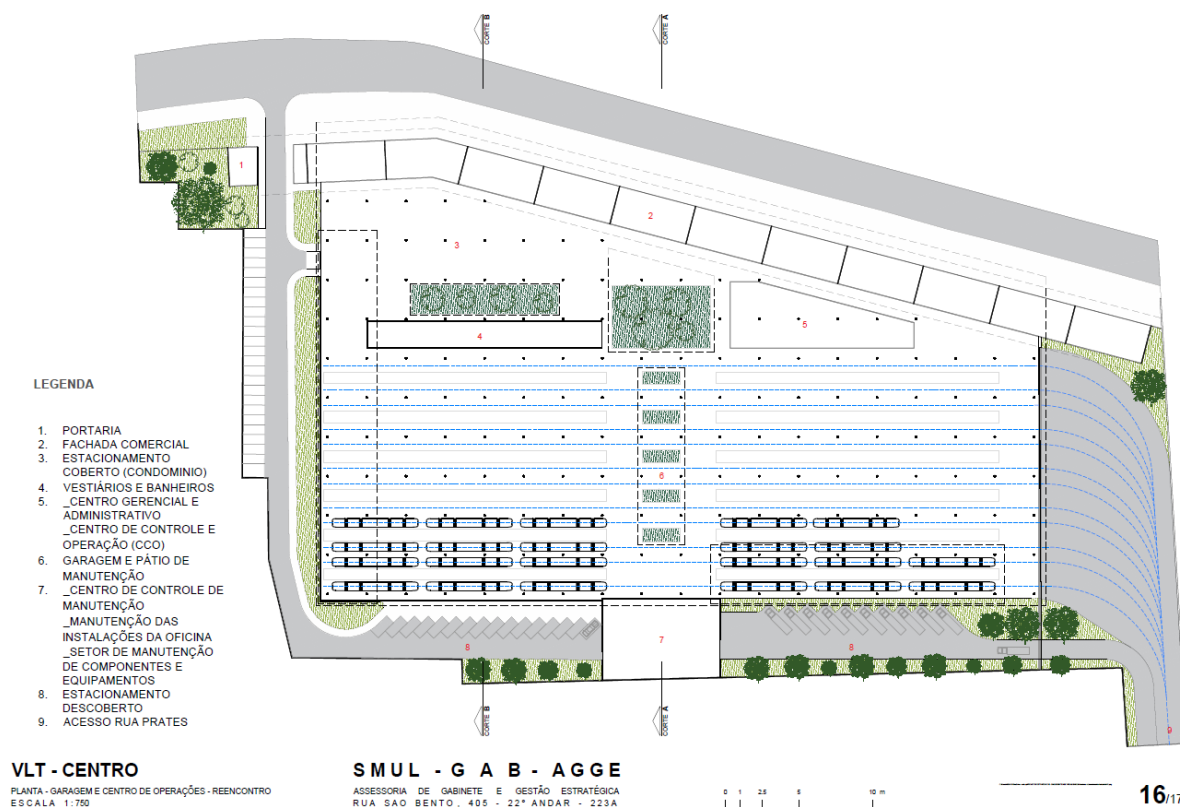 CORTE B
CORTE A
1
2
3
4
5
6
7
8
8
9
LEGENDA
1. PORTARIA
2. FACHADA COMERCIAL
3. ESTACIONAMENTO
COBERTO (CONDOMINIO)
4. VESTIÁRIOS E BANHEIROS
5. _CENTRO GERENCIAL E
ADMINISTRATIVO
_CENTRO DE CONTROLE E
OPERAÇÃO (CCO)
6. GARAGEM E PÁTIO DE
MANUTENÇÃO
7. _CENTRO DE CONTROLE DE
MANUTENÇÃO
_MANUTENÇÃO DAS
INSTALAÇÕES DA OFICINA
_SETOR DE MANUTENÇÃO
DE COMPONENTES E
EQUIPAMENTOS
8. ESTACIONAMENTO
DESCOBERTO
9. ACESSO RUA PRATES
CORTE B
CORTE A
VLT - CENTRO
PLANTA - GARAGEM E CENTRO DE OPERAÇÕES - REENCONTRO
ESCALA 1:750
SMUL - G A B - AGGE
ASSESSORIA DE GABINETE E GESTÃO ESTRATÉGICA
RUA SAO BENTO, 405 - 22° ANDAR - 223A
0 1 25 5 10 m
16/17